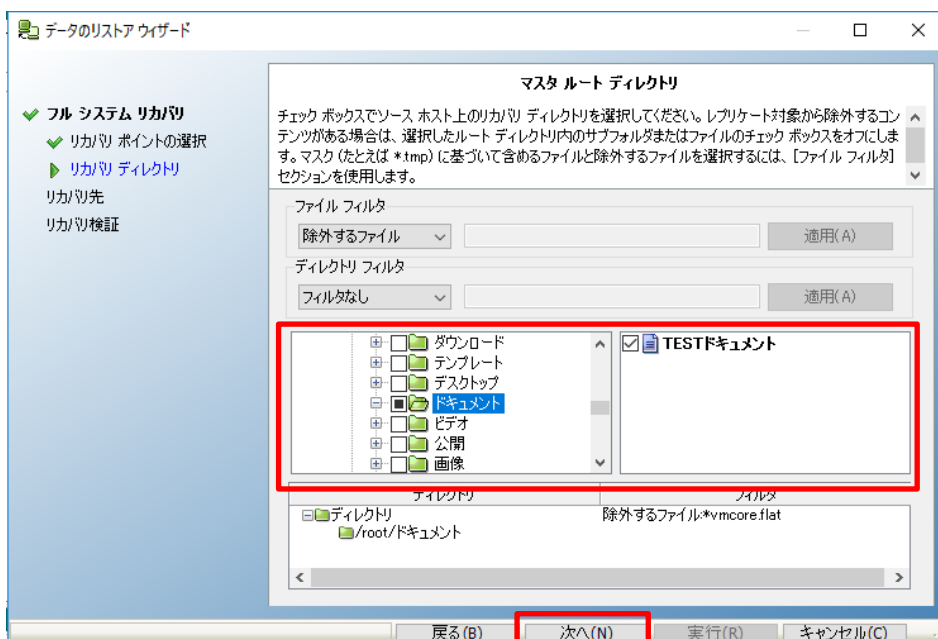 データのリストア ウィザード
マスタ ルート ディレクトリ
フル システム リカバリ
リカバリ ポイントの選択
リカバリ ディレクトリ
リカバリ先
リカバリ検証
チェック ボックスでソース ホスト上のリカバリ ディレクトリを選択してください。レプリケート対象から除外するコン
テンツがある場合は、選択したルート ディレクトリ内のサブフォルダまたはファイルのチェック ボックスをオフにしま
す。マスク (たとえば *.tmp) に基づいて含めるファイルと除外するファイルを選択するには、[ファイル フィルタ]
セクションを使用します。
ファイル フィルタ
除外するファイル
適用(A)
ディレクトリ フィルタ
フィルタなし
適用(A)
ダウンロード
テンプレート
デスクトップ
ドキュメント
ビデオ
公開
画像
TESTドキュメント
ディレクトリ
フィルタ
ディレクトリ
除外するファイル:*vmcore.flat
/root/ドキュメント
戻る(B)
次へ(N)
実行(R)
キャンセル(C)